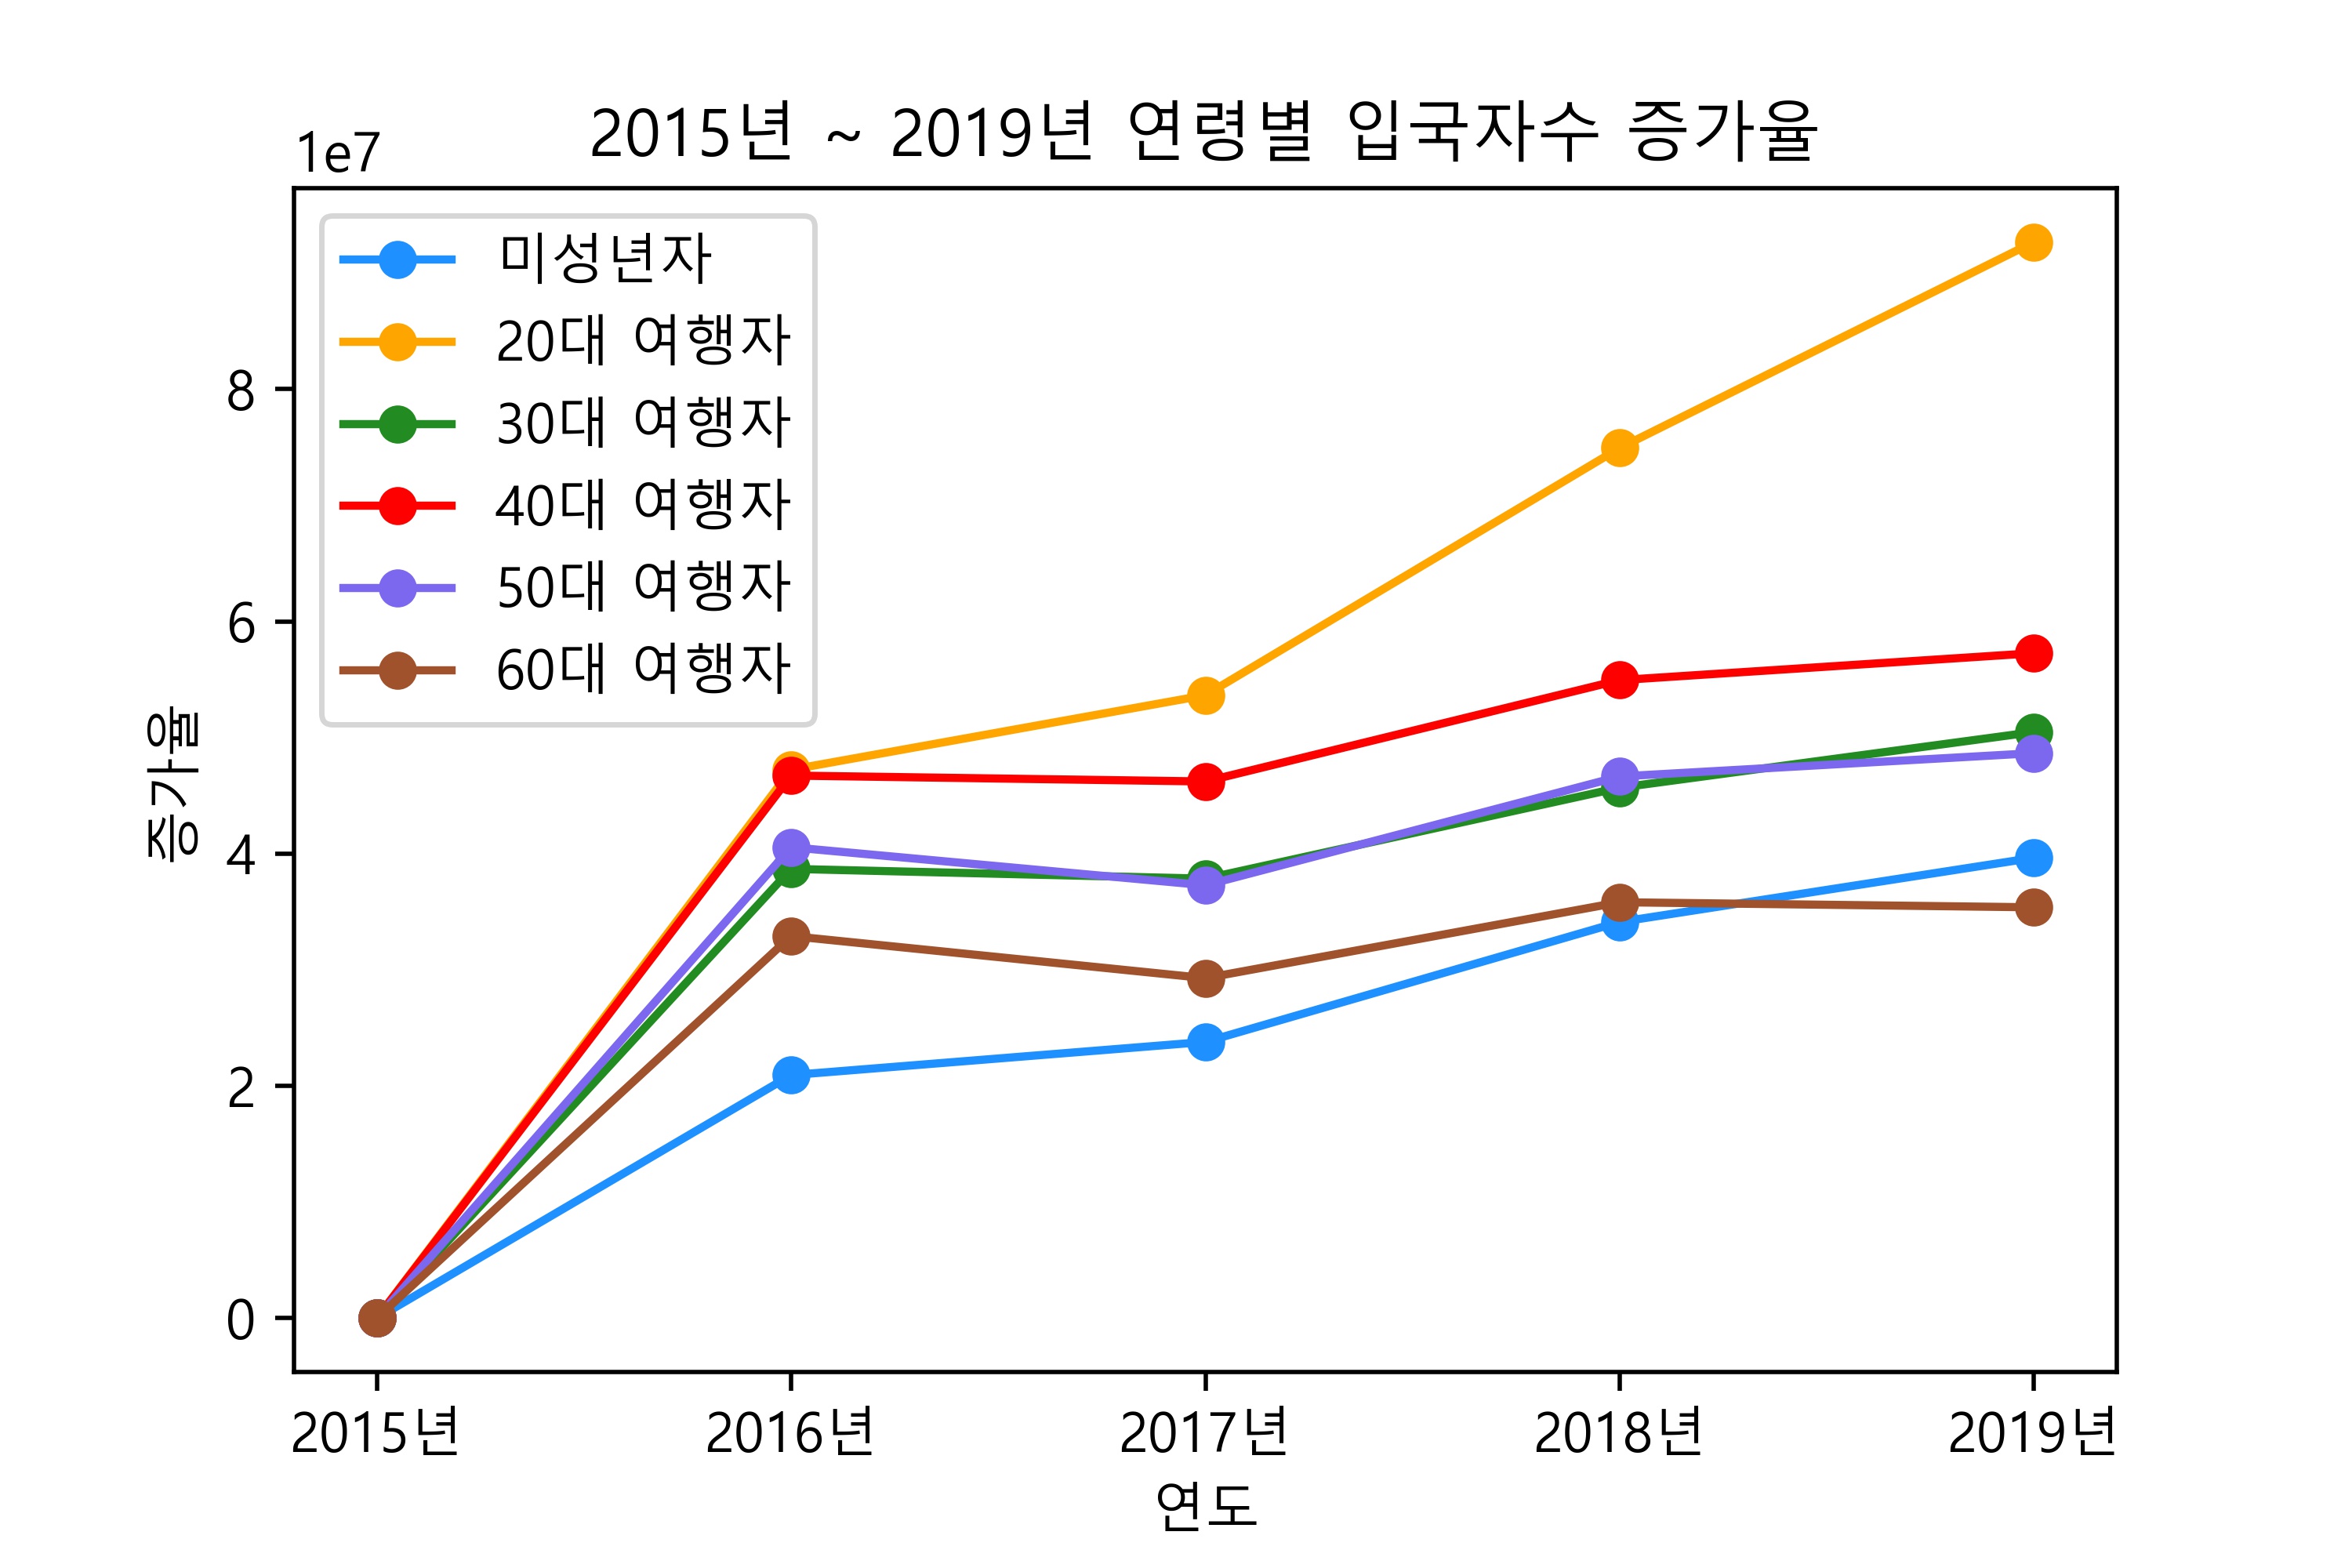 2015년 ~ 2019년 연령별 입국자수 증가율
1e7
미성년자
20대 여행자
30대 여행자
40대 여행자
50대 여행자
60대 여행자
8
6
4
2
0
증가율
2015년 2016년 2017년 2018년 2019년
연도